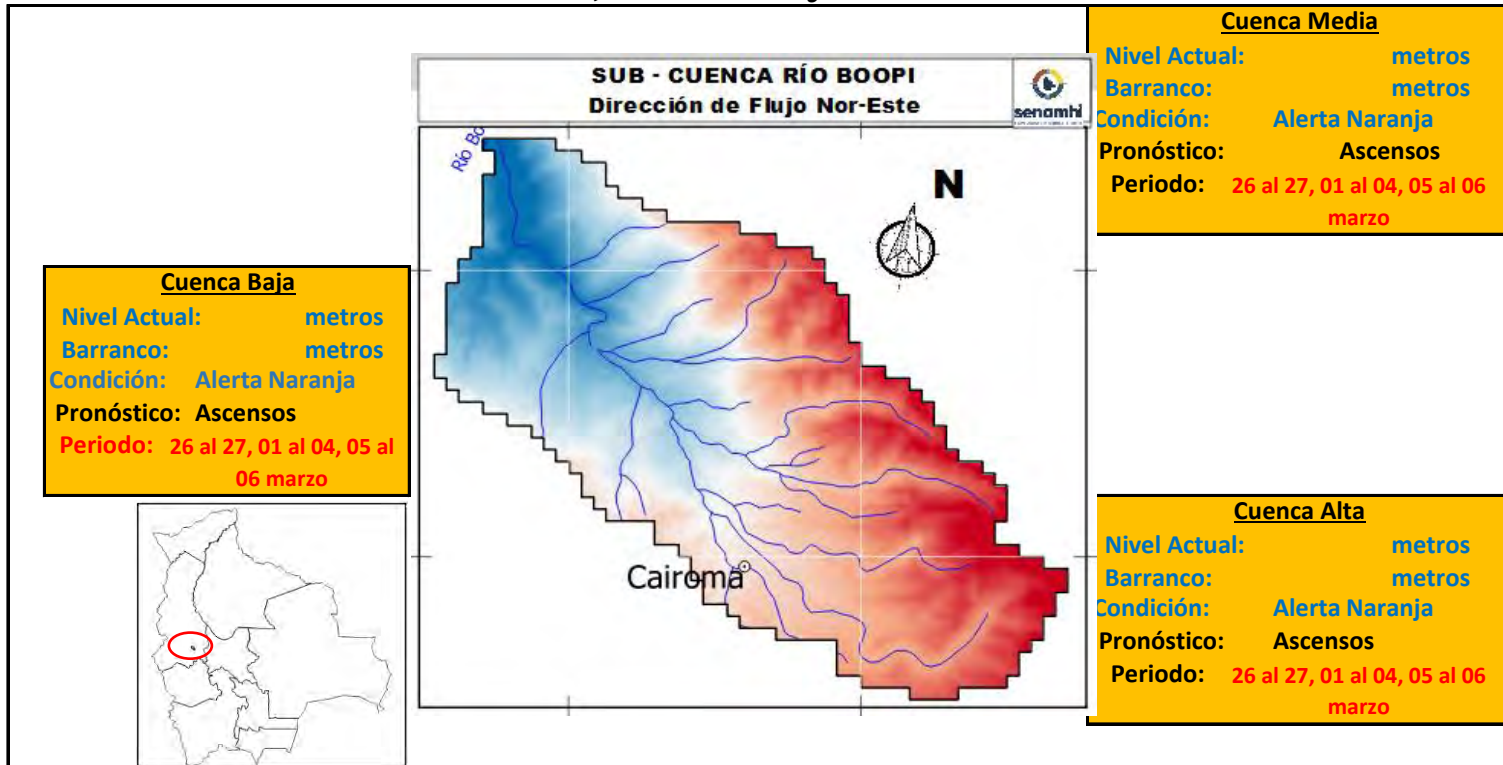 Cuenca Media
Nivel Actual: metros
Barranco: metros
Condición: Alerta Naranja
Pronóstico: Ascensos
Periodo: 26 al 27, 01 al 04, 05 al 06
marzo
SUB - CUENCA RÍO BOOPI
Dirección de Flujo Nor-Este
senamhi
Río Bo
N
Cuenca Baja
Nivel Actual: metros
Barranco: metros
Condición: Alerta Naranja
Pronóstico: Ascensos
Periodo: 26 al 27, 01 al 04, 05 al
06 marzo
Cairoma
Cuenca Alta
Nivel Actual: metros
Barranco: metros
Condición: Alerta Naranja
Pronóstico: Ascensos
Periodo: 26 al 27, 01 al 04, 05 al 06
marzo